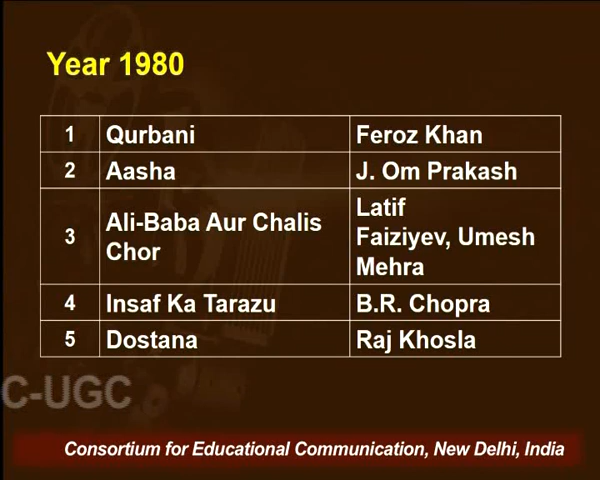 Year 1980
1 Qurbani Feroz Khan
2 Aasha J. Om Prakash
3 Ali-Baba Aur Chalis Chor Latif Faiziyev, Umesh Mehra
4 Insaf Ka Tarazu B.R. Chopra
5 Dostana Raj Khosla
C-UGC
Consortium for Educational Communication, New Delhi, India